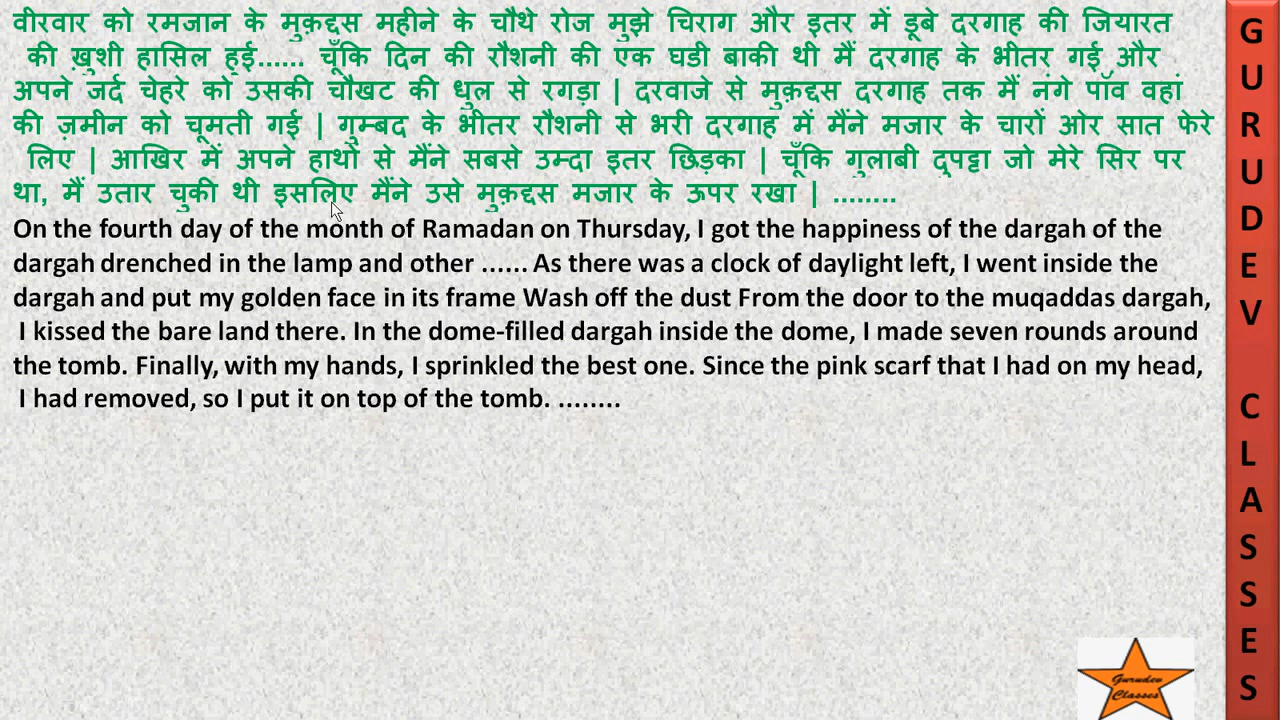 वीरवार को रमजान के मुक़द्दस महीने के चौथे रोज मुझे चिराग और इतर में डूबे दरगाह की जियारत
की ख़ुशी हासिल हुई...... चूँकि दिन की रौशनी की एक घडी बाकी थी मैं दरगाह के भीतर गई और
अपने जर्द चेहरे को उसकी चौखट की धुल से रगड़ा | दरवाजे से मुक़द्दस दरगाह तक मैं नंगे पाँव वहां
की ज़मीन को चूमती गई | गुम्बद के भीतर रौशनी से भरी दरगाह में मैंने मजार के चारों ओर सात फेरे
लिए | आखिर में अपने हाथों से मैंने सबसे उम्दा इतर छिड़का | चूँकि गुलाबी दूपट्टा जो मेरे सिर पर
था, मैं उतार चुकी थी इसलिए मैंने उसे मुक़द्दस मजार के ऊपर रखा | ........
On the fourth day of the month of Ramadan on Thursday, I got the happiness of the dargah of the
dargah drenched in the lamp and other ...... As there was a clock of daylight left, I went inside the
dargah and put my golden face in its frame Wash off the dust From the door to the muqaddas dargah,
I kissed the bare land there. In the dome-filled dargah inside the dome, I made seven rounds around
the tomb. Finally, with my hands, I sprinkled the best one. Since the pink scarf that I had on my head,
I had removed, so I put it on top of the tomb. ........
GURUDEV CLASSES
Gurudev
Classes